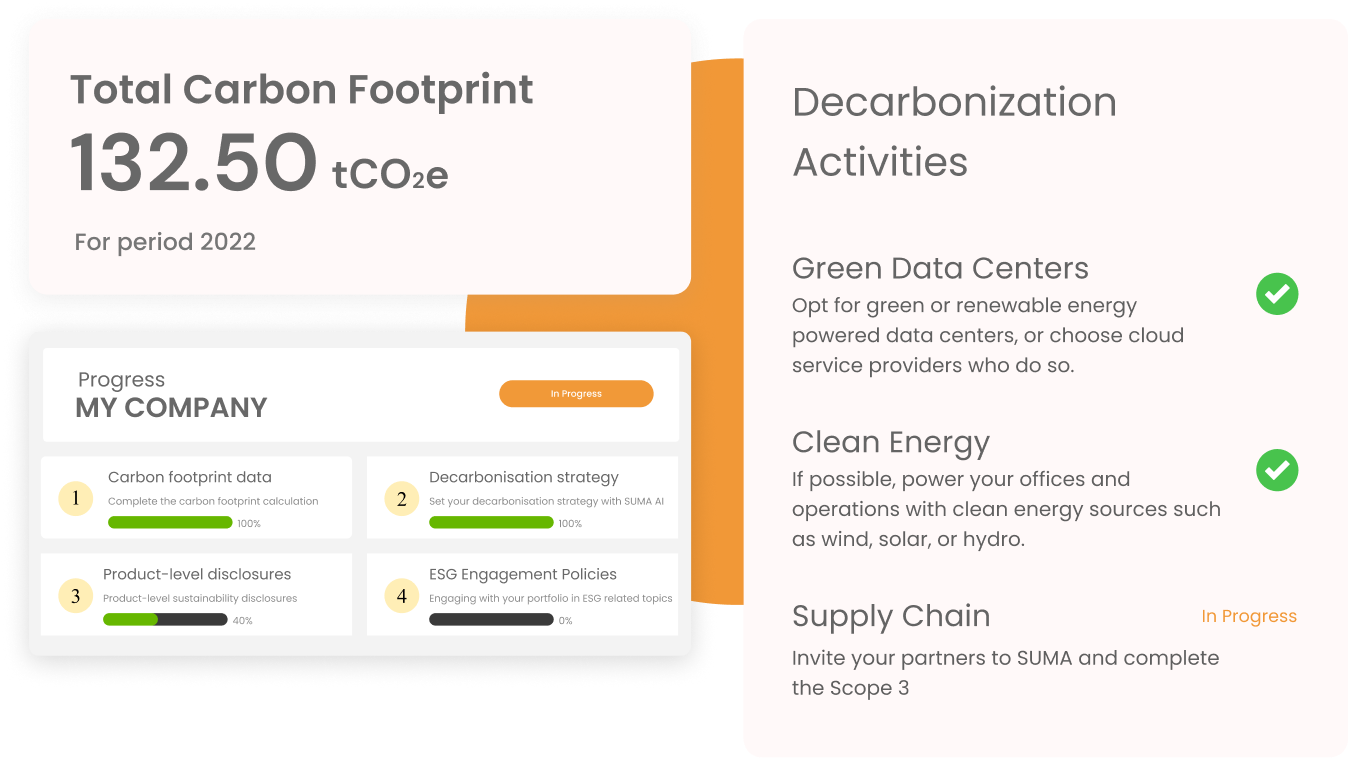 Total Carbon Footprint
132.50 tCO₂e
For period 2022
Progress
MY COMPANY
In Progress
1
Carbon footprint data
Complete the carbon footprint calculation
100%
2
Decarbonisation strategy
Set your decarbonisation strategy with SUMA AI
100%
3
Product-level disclosures
Product-level sustainability disclosures
40%
4
ESG Engagement Policies
Engaging with your portfolio in ESG related topics
0%
Decarbonization
Activities
Green Data Centers
Opt for green or renewable energy
powered data centers, or choose cloud
service providers who do so.
Clean Energy
If possible, power your offices and
operations with clean energy sources such
as wind, solar, or hydro.
Supply Chain
In Progress
Invite your partners to SUMA and complete
the Scope 3